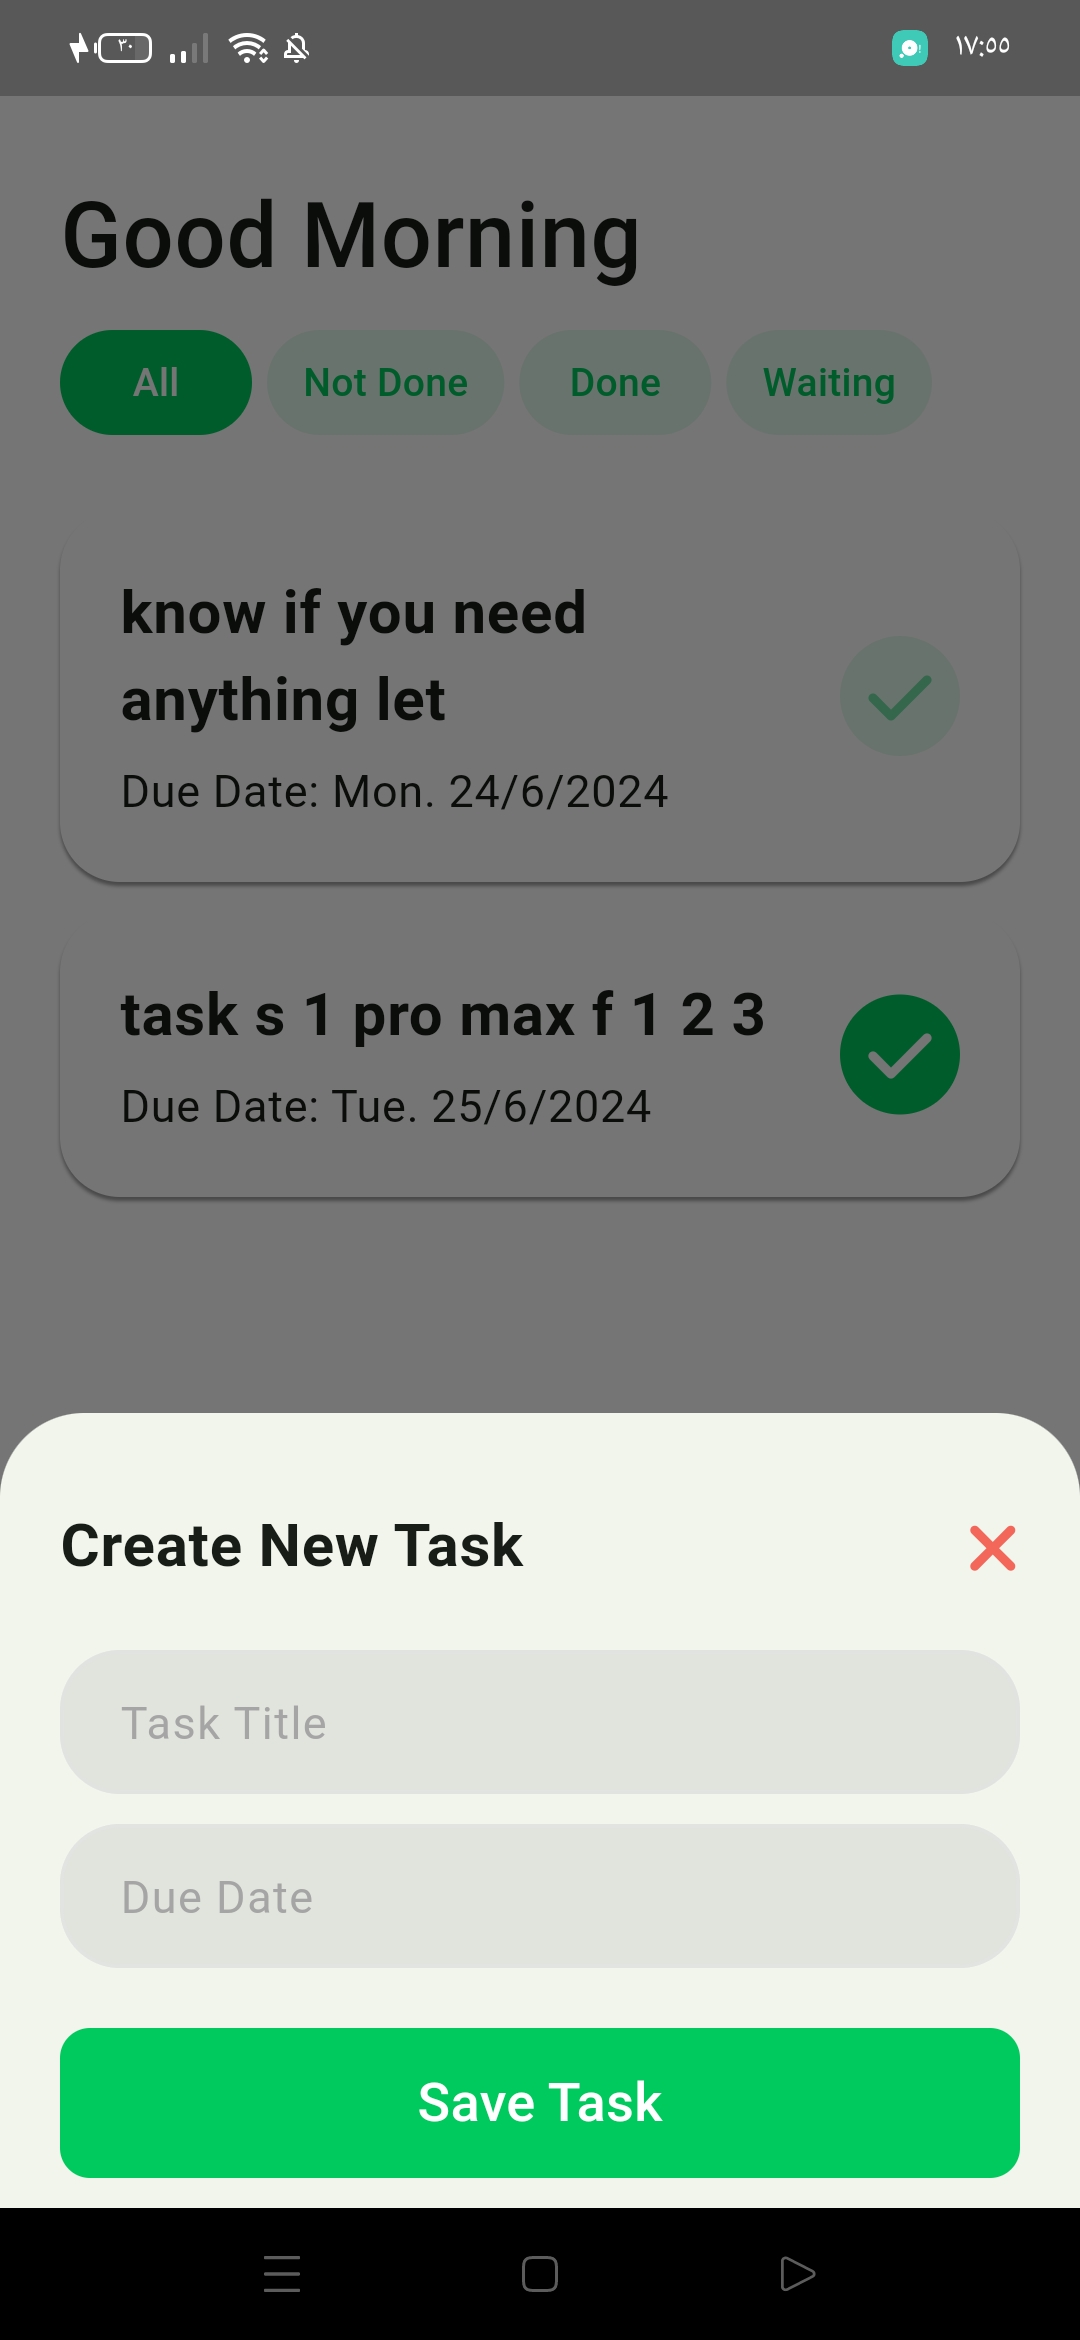 ٣٠
١٧:٥٥
Good Morning
All Not Done Done Waiting
know if you need
anything let
Due Date: Mon. 24/6/2024
task s 1 pro max f 1 2 3
Due Date: Tue. 25/6/2024
Create New Task
Task Title
Due Date
Save Task